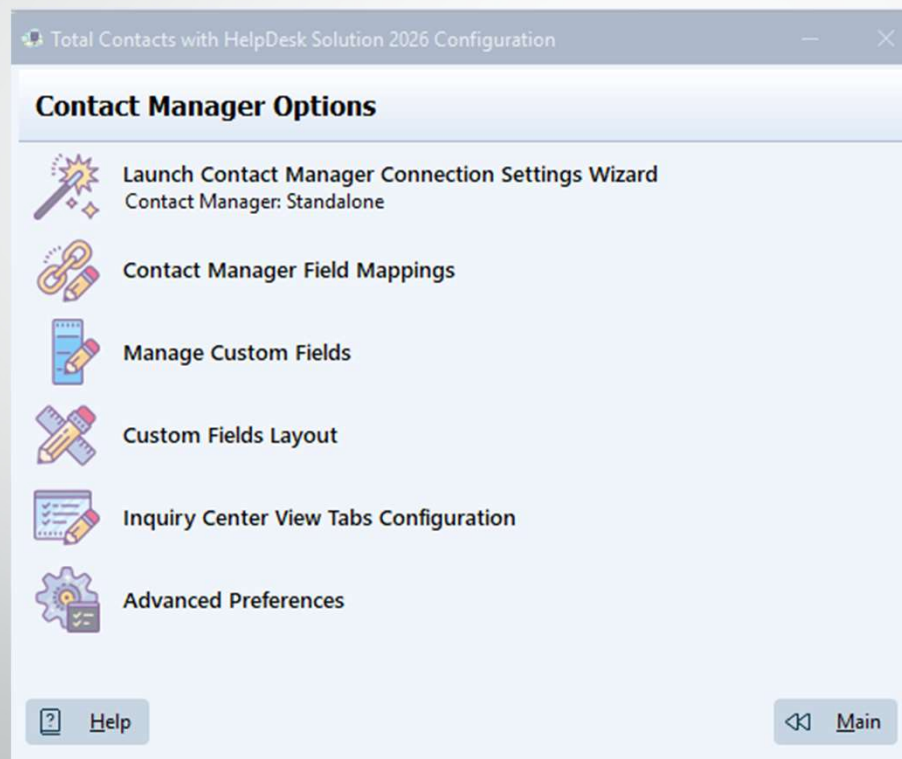 Total Contacts with HelpDesk Solution 2026 Configuration
Contact Manager Options
Launch Contact Manager Connection Settings Wizard
Contact Manager: Standalone
Contact Manager Field Mappings
Manage Custom Fields
Custom Fields Layout
Inquiry Center View Tabs Configuration
Advanced Preferences
Help
Main